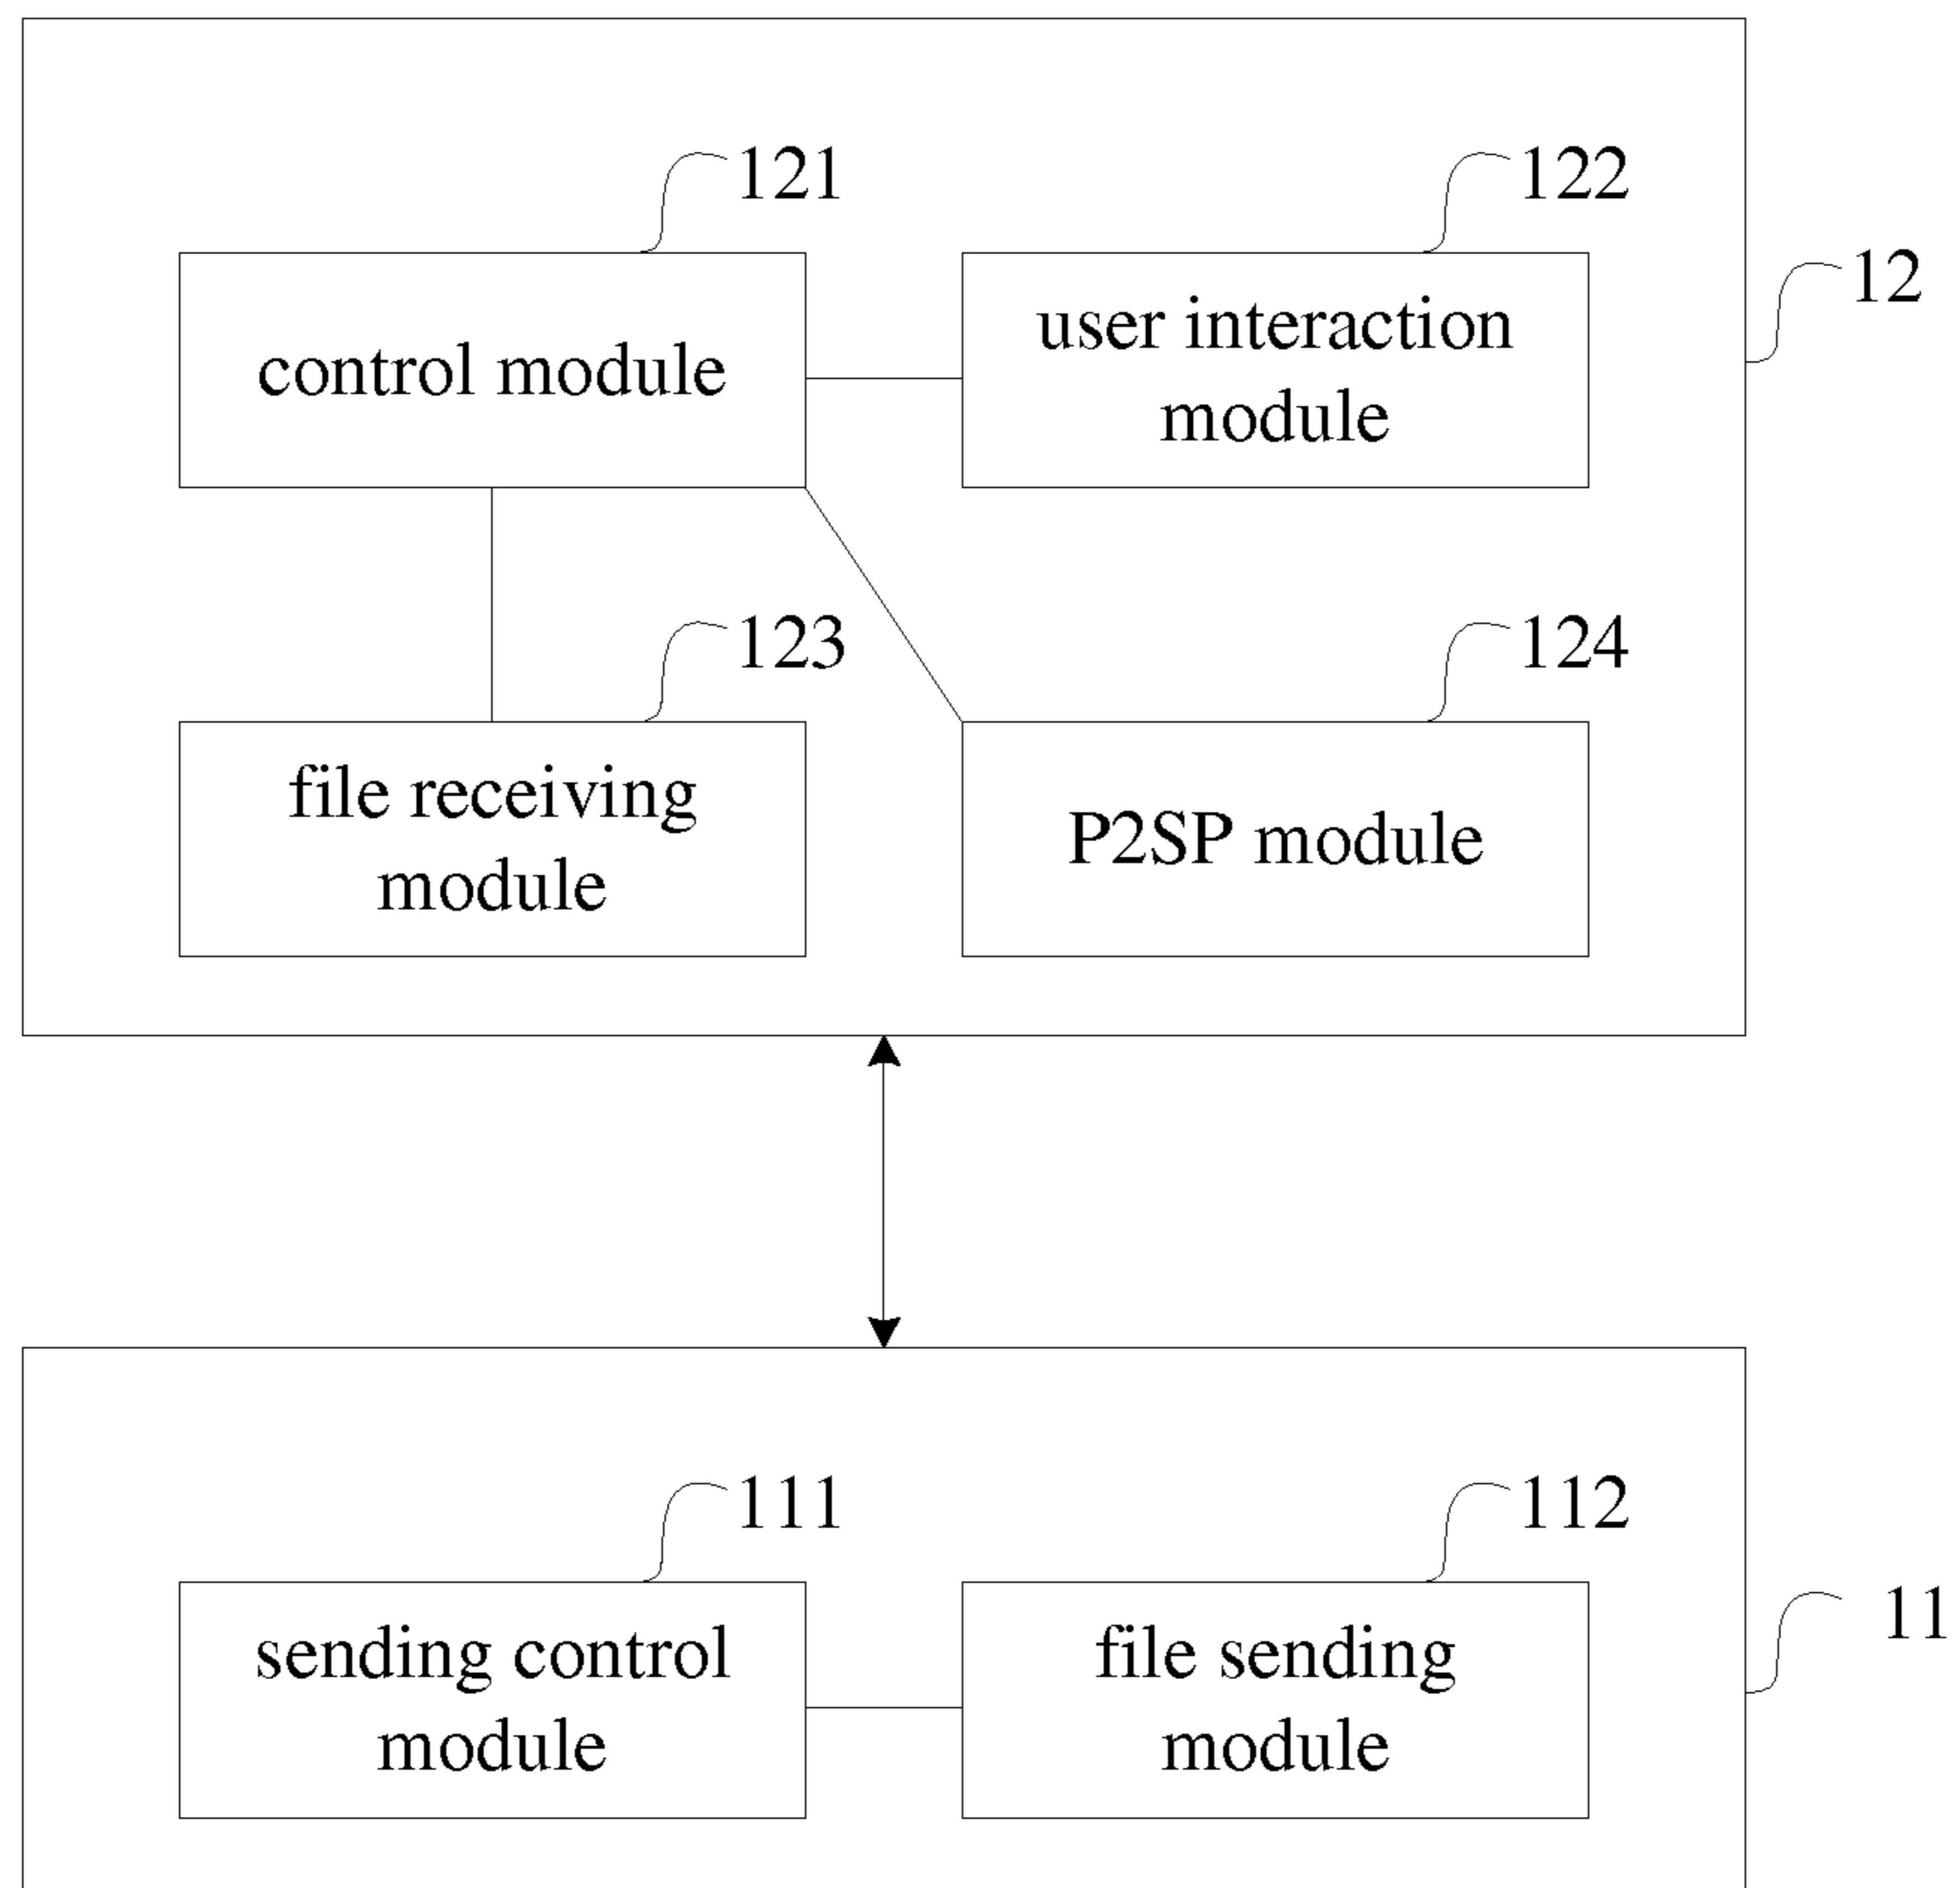 121
122
12
control module
user interaction
module
123
124
file receiving
module
P2SP module
111
112
11
sending control
module
file sending
module